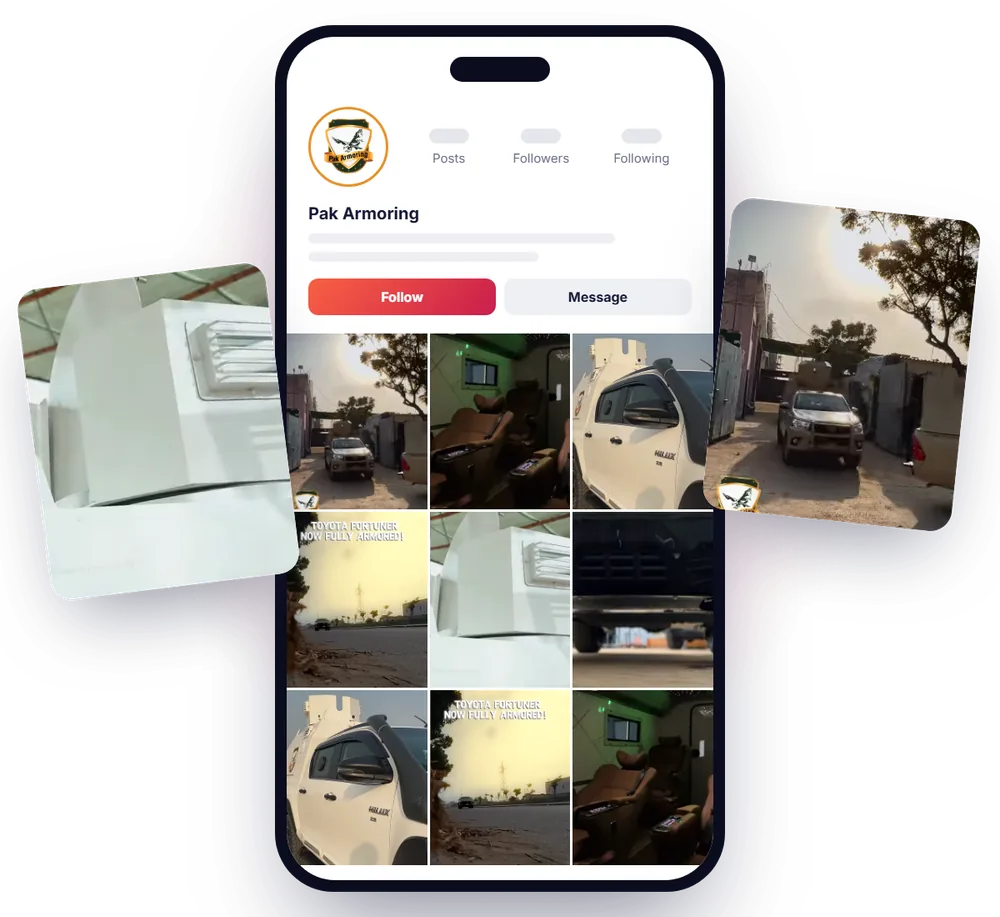 Pak Armoring
Posts
Followers
Following
Pak Armoring
Follow
Message
HILUX
TOYOTA FORTUNER
NOW FULLY ARMORED!
HILUX
TOYOTA FORTUNER
NOW FULLY ARMORED!